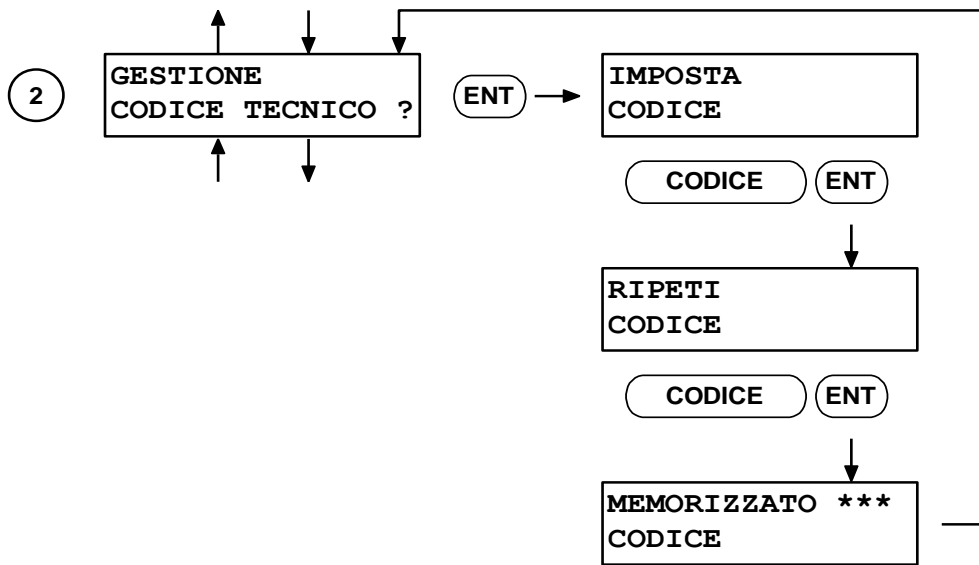 2
GESTIONE
CODICE TECNICO ?
ENT
IMPOSTA
CODICE
CODICE ENT
RIPETI
CODICE
CODICE ENT
MEMORIZZATO ***
CODICE